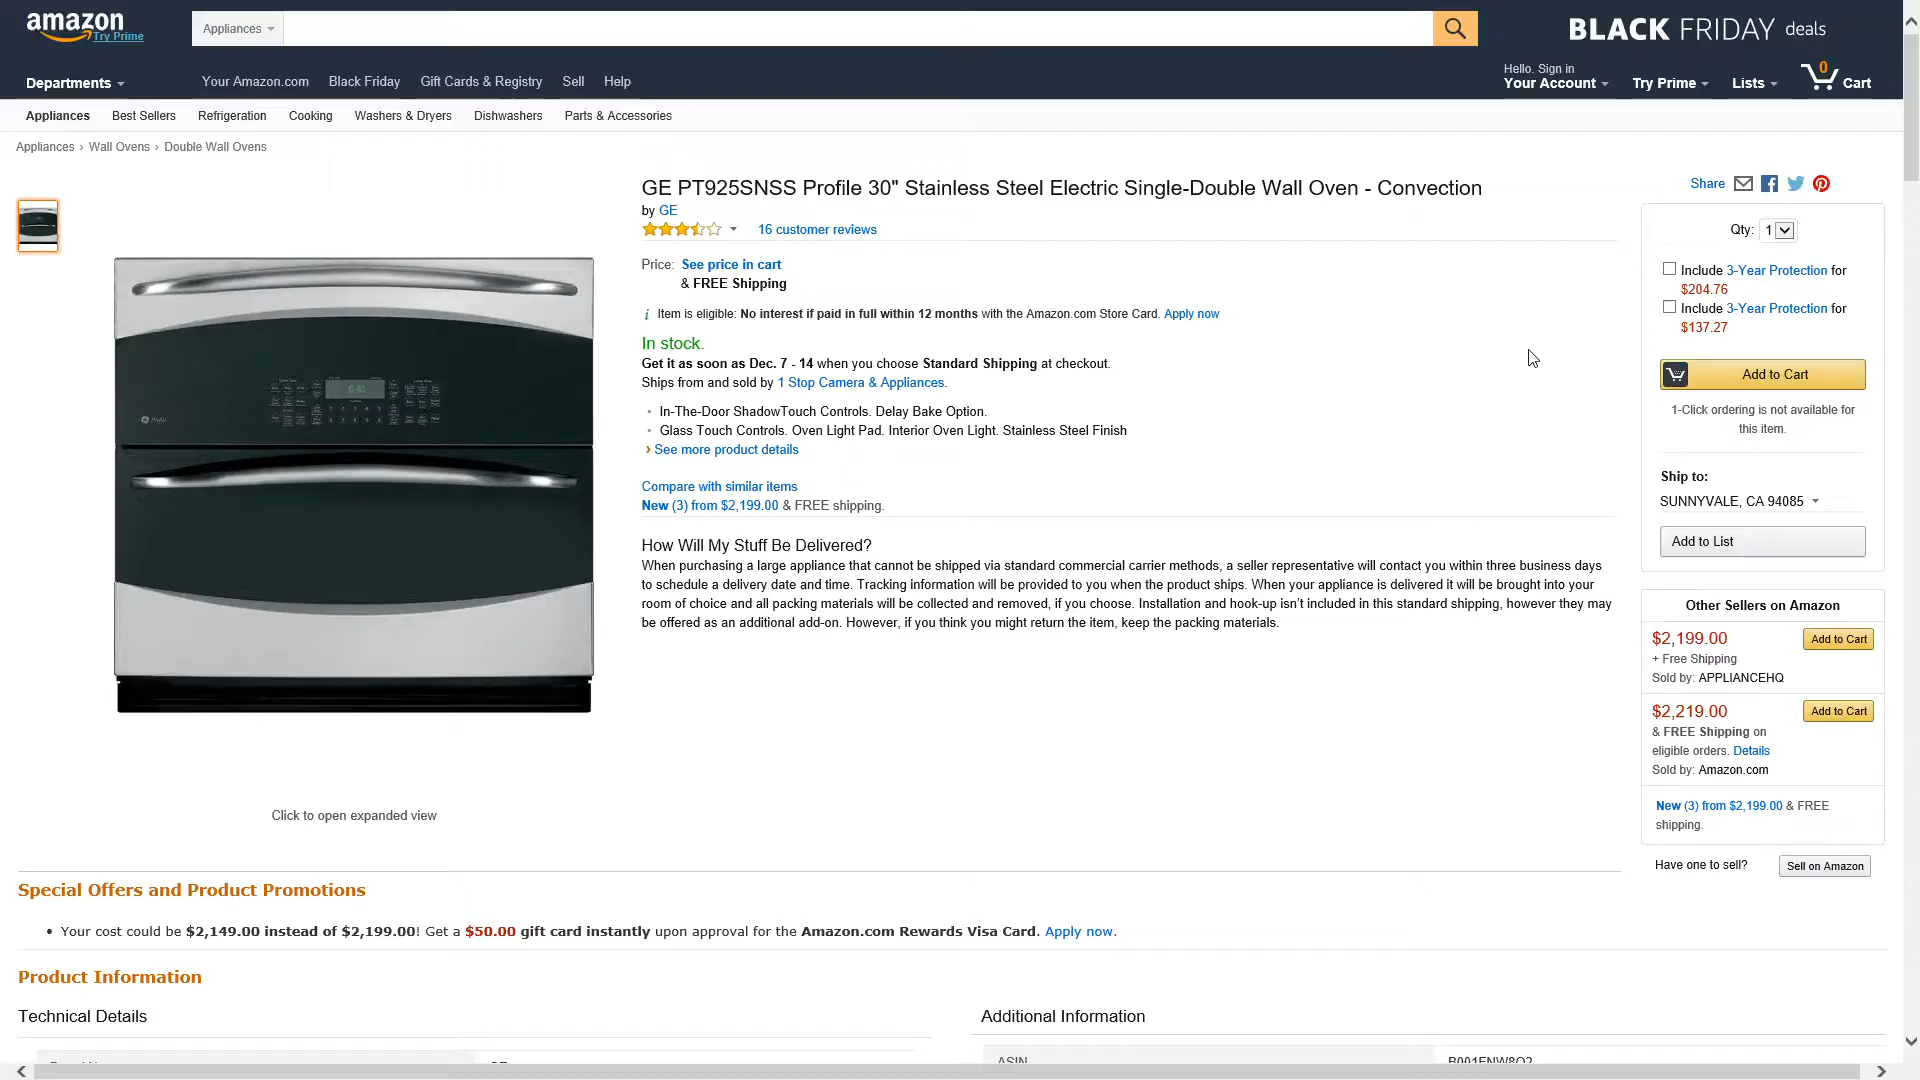 amazon
Try Prime
Appliances
BLACK FRIDAY deals
Departments
Your Amazon.com
Black Friday
Gift Cards & Registry
Sell
Help
Hello. Sign in
Your Account
Try Prime
Lists
0
Cart
Appliances
Best Sellers
Refrigeration
Cooking
Washers & Dryers
Dishwashers
Parts & Accessories
Appliances › Wall Ovens › Double Wall Ovens
GE PT925SNSS Profile 30" Stainless Steel Electric Single-Double Wall Oven - Convection
by GE
16 customer reviews
Price: See price in cart
& FREE Shipping
i Item is eligible: No interest if paid in full within 12 months with the Amazon.com Store Card. Apply now
In stock.
Get it as soon as Dec. 7 - 14 when you choose Standard Shipping at checkout.
Ships from and sold by 1 Stop Camera & Appliances.
• In-The-Door ShadowTouch Controls. Delay Bake Option.
• Glass Touch Controls. Oven Light Pad. Interior Oven Light. Stainless Steel Finish
› See more product details
Compare with similar items
New (3) from $2,199.00 & FREE shipping.
How Will My Stuff Be Delivered?
When purchasing a large appliance that cannot be shipped via standard commercial carrier methods, a seller representative will contact you within three business days
to schedule a delivery date and time. Tracking information will be provided to you when the product ships. When your appliance is delivered it will be brought into your
room of choice and all packing materials will be collected and removed, if you choose. Installation and hook-up isn't included in this standard shipping, however they may
be offered as an additional add-on. However, if you think you might return the item, keep the packing materials.
Click to open expanded view
Share
Qty: 1
Include 3-Year Protection for
$204.76
Include 3-Year Protection for
$137.27
Add to Cart
1-Click ordering is not available for
this item.
Ship to:
SUNNYVALE, CA 94085
Add to List
Other Sellers on Amazon
$2,199.00
Add to Cart
+ Free Shipping
Sold by: APPLIANCEHQ
$2,219.00
Add to Cart
& FREE Shipping on
eligible orders. Details
Sold by: Amazon.com
New (3) from $2,199.00 & FREE
shipping.
Have one to sell?
Sell on Amazon
Special Offers and Product Promotions
• Your cost could be $2,149.00 instead of $2,199.00! Get a $50.00 gift card instantly upon approval for the Amazon.com Rewards Visa Card. Apply now.
Product Information
Technical Details
Additional Information
ASIN